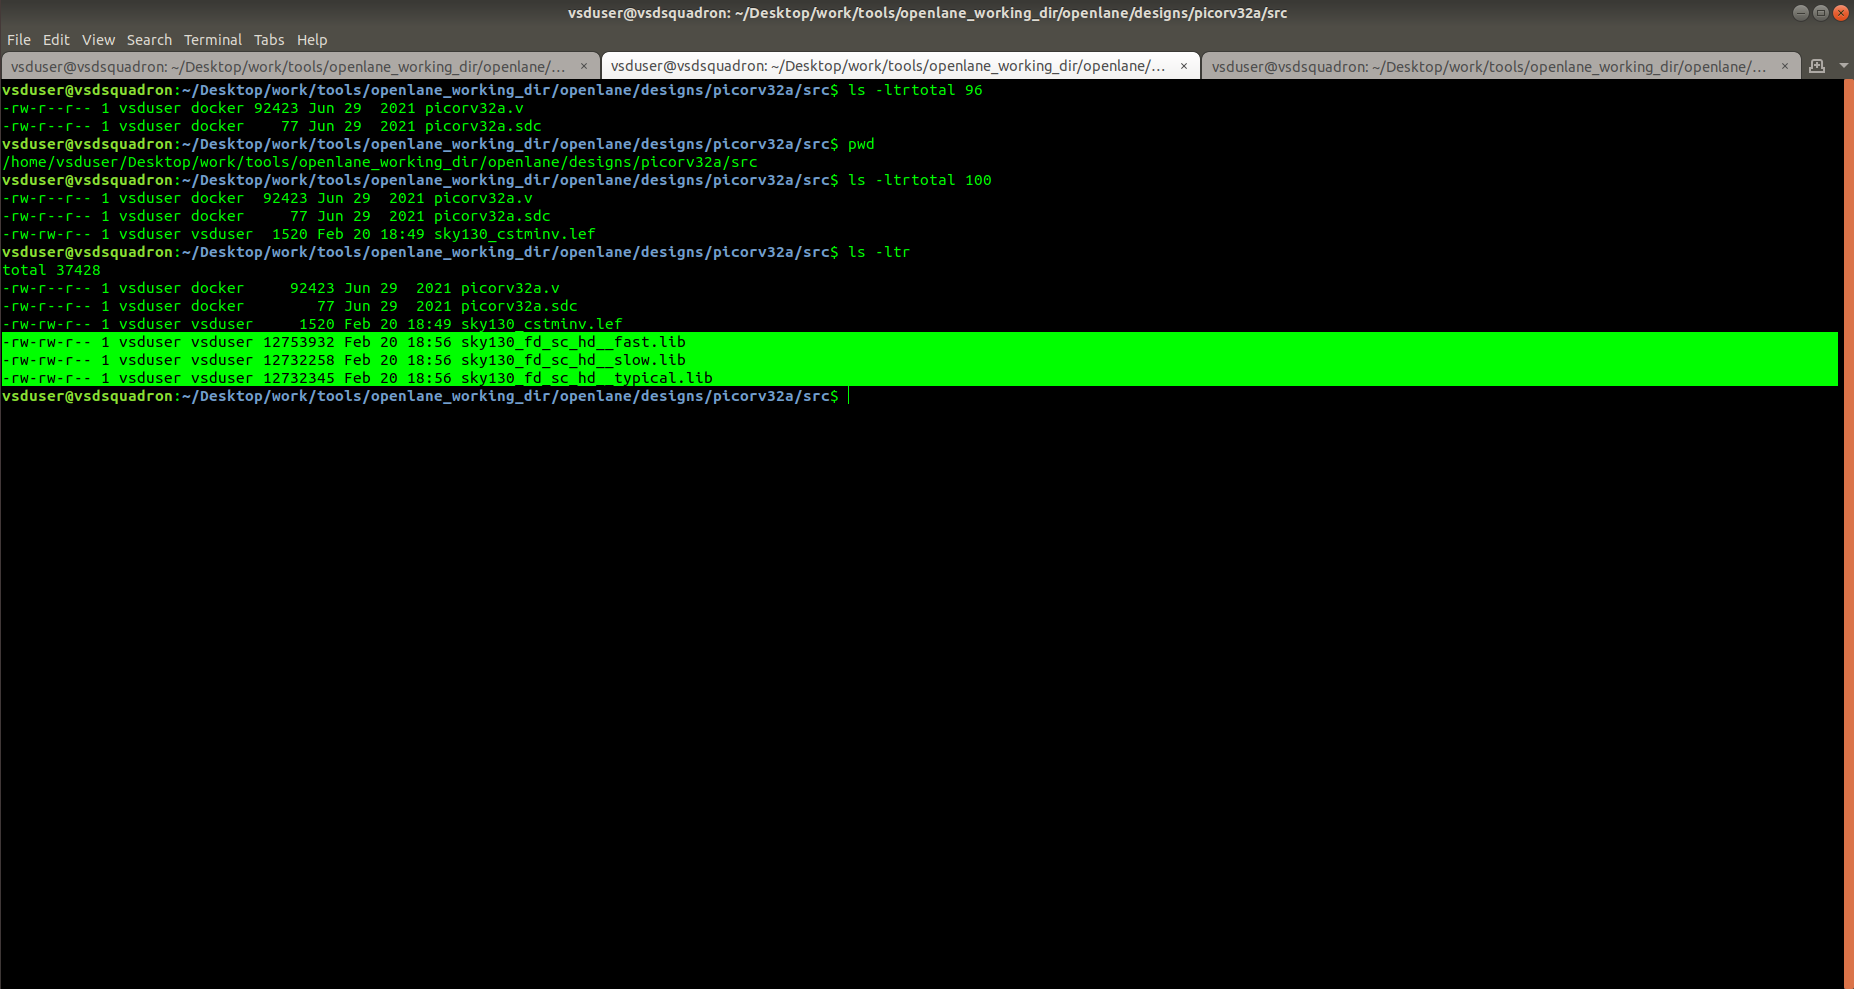 vsduser@vsdsquadron: ~/Desktop/work/tools/openlane_working_dir/openlane/designs/picorv32a/src
File Edit View Search Terminal Tabs Help
vsduser@vsdsquadron: ~/Desktop/work/tools/openlane_working_dir/openlane/... × vsduser@vsdsquadron: ~/Desktop/work/tools/openlane_working_dir/openlane/... × vsduser@vsdsquadron: ~/Desktop/work/tools/openlane_working_dir/openlane/... ×
vsduser@vsdsquadron:~/Desktop/work/tools/openlane_working_dir/openlane/designs/picorv32a/src$ ls -ltrtotal 96
-rw-r--r-- 1 vsduser docker 92423 Jun 29  2021 picorv32a.v
-rw-r--r-- 1 vsduser docker    77 Jun 29  2021 picorv32a.sdc
vsduser@vsdsquadron:~/Desktop/work/tools/openlane_working_dir/openlane/designs/picorv32a/src$ pwd
/home/vsduser/Desktop/work/tools/openlane_working_dir/openlane/designs/picorv32a/src
vsduser@vsdsquadron:~/Desktop/work/tools/openlane_working_dir/openlane/designs/picorv32a/src$ ls -ltrtotal 100
-rw-r--r-- 1 vsduser docker  92423 Jun 29  2021 picorv32a.v
-rw-r--r-- 1 vsduser docker     77 Jun 29  2021 picorv32a.sdc
-rw-rw-r-- 1 vsduser vsduser  1520 Feb 20 18:49 sky130_cstminv.lef
vsduser@vsdsquadron:~/Desktop/work/tools/openlane_working_dir/openlane/designs/picorv32a/src$ ls -ltr
total 37428
-rw-r--r-- 1 vsduser docker     92423 Jun 29  2021 picorv32a.v
-rw-r--r-- 1 vsduser docker        77 Jun 29  2021 picorv32a.sdc
-rw-rw-r-- 1 vsduser vsduser     1520 Feb 20 18:49 sky130_cstminv.lef
-rw-rw-r-- 1 vsduser vsduser 12753932 Feb 20 18:56 sky130_fd_sc_hd__fast.lib
-rw-rw-r-- 1 vsduser vsduser 12732258 Feb 20 18:56 sky130_fd_sc_hd__slow.lib
-rw-rw-r-- 1 vsduser vsduser 12732345 Feb 20 18:56 sky130_fd_sc_hd__typical.lib
vsduser@vsdsquadron:~/Desktop/work/tools/openlane_working_dir/openlane/designs/picorv32a/src$